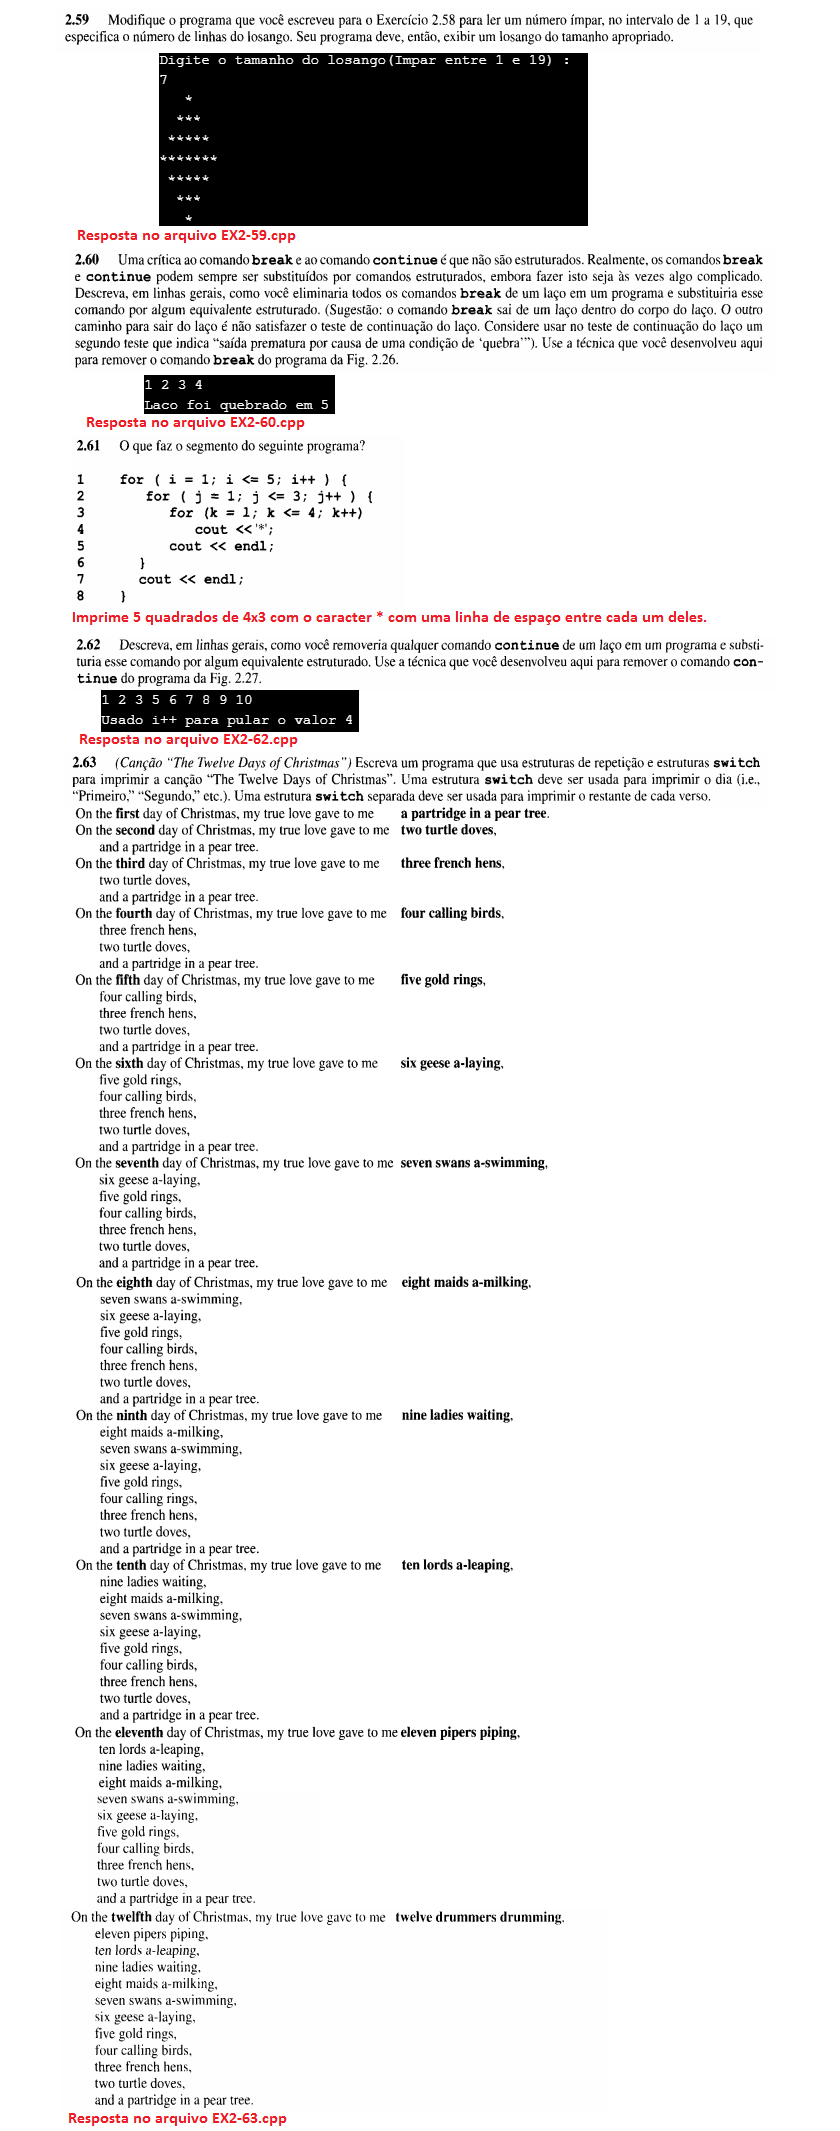 2.59 Modifique o programa que você escreveu para o Exercício 2.58 para ler um número ímpar, no intervalo de 1 a 19, que
especifica o número de linhas do losango. Seu programa deve, então, exibir um losango do tamanho apropriado.
Digite o tamanho do losango(Impar entre 1 e 19) :
7
*
***
*****
*******
*****
***
*
Resposta no arquivo EX2-59.cpp
2.60 Uma crítica ao comando break e ao comando continue é que não são estruturados. Realmente, os comandos break
e continue podem sempre ser substituídos por comandos estruturados, embora fazer isto seja às vezes algo complicado.
Descreva, em linhas gerais, como você eliminaria todos os comandos break de um laço em um programa e substituiria esse
comando por algum equivalente estruturado. (Sugestão: o comando break sai de um laço dentro do corpo do laço. O outro
caminho para sair do laço é não satisfazer o teste de continuação do laço. Considere usar no teste de continuação do laço um
segundo teste que indica “saída prematura por causa de uma condição de ‘quebra’”). Use a técnica que você desenvolveu aqui
para remover o comando break do programa da Fig. 2.26.
1 2 3 4
Laco foi quebrado em 5
Resposta no arquivo EX2-60.cpp
2.61 O que faz o segmento do seguinte programa?
1 for ( i = 1; i <= 5; i++ ) {
2 for ( j = 1; j <= 3; j++ ) {
3 for (k = 1; k <= 4; k++)
4 cout <<'*';
5 cout << endl;
6 }
7 cout << endl;
8 }
Imprime 5 quadrados de 4x3 com o caracter * com uma linha de espaço entre cada um deles.
2.62 Descreva, em linhas gerais, como você removeria qualquer comando continue de um laço em um programa e substi-
tuiria esse comando por algum equivalente estruturado. Use a técnica que você desenvolveu aqui para remover o comando con-
tinue do programa da Fig. 2.27.
1 2 3 5 6 7 8 9 10
Usado i++ para pular o valor 4
Resposta no arquivo EX2-62.cpp
2.63 (Canção “The Twelve Days of Christmas”) Escreva um programa que usa estruturas de repetição e estruturas switch
para imprimir a canção “The Twelve Days of Christmas”. Uma estrutura switch deve ser usada para imprimir o dia (i.e.,
“Primeiro,” “Segundo,” etc.). Uma estrutura switch separada deve ser usada para imprimir o restante de cada verso.
On the first day of Christmas, my true love gave to me a partridge in a pear tree.
On the second day of Christmas, my true love gave to me two turtle doves,
and a partridge in a pear tree.
On the third day of Christmas, my true love gave to me three french hens,
two turtle doves,
and a partridge in a pear tree.
On the fourth day of Christmas, my true love gave to me four calling birds,
three french hens,
two turtle doves,
and a partridge in a pear tree.
On the fifth day of Christmas, my true love gave to me five gold rings,
four calling birds,
three french hens,
two turtle doves,
and a partridge in a pear tree.
On the sixth day of Christmas, my true love gave to me six geese a-laying,
five gold rings,
four calling birds,
three french hens,
two turtle doves,
and a partridge in a pear tree.
On the seventh day of Christmas, my true love gave to me seven swans a-swimming,
six geese a-laying,
five gold rings,
four calling birds,
three french hens,
two turtle doves,
and a partridge in a pear tree.
On the eighth day of Christmas, my true love gave to me eight maids a-milking,
seven swans a-swimming,
six geese a-laying,
five gold rings,
four calling birds,
three french hens,
two turtle doves,
and a partridge in a pear tree.
On the ninth day of Christmas, my true love gave to me nine ladies waiting,
eight maids a-milking,
seven swans a-swimming,
six geese a-laying,
five gold rings,
four calling rings,
three french hens,
two turtle doves,
and a partridge in a pear tree.
On the tenth day of Christmas, my true love gave to me ten lords a-leaping,
nine ladies waiting,
eight maids a-milking,
seven swans a-swimming,
six geese a-laying,
five gold rings,
four calling birds,
three french hens,
two turtle doves,
and a partridge in a pear tree.
On the eleventh day of Christmas, my true love gave to me eleven pipers piping,
ten lords a-leaping,
nine ladies waiting,
eight maids a-milking,
seven swans a-swimming,
six geese a-laying,
five gold rings,
four calling birds,
three french hens,
two turtle doves,
and a partridge in a pear tree.
On the twelfth day of Christmas, my true love gave to me twelve drummers drumming,
eleven pipers piping,
ten lords a-leaping,
nine ladies waiting,
eight maids a-milking,
seven swans a-swimming,
six geese a-laying,
five gold rings,
four calling birds,
three french hens,
two turtle doves,
and a partridge in a pear tree.
Resposta no arquivo EX2-63.cpp